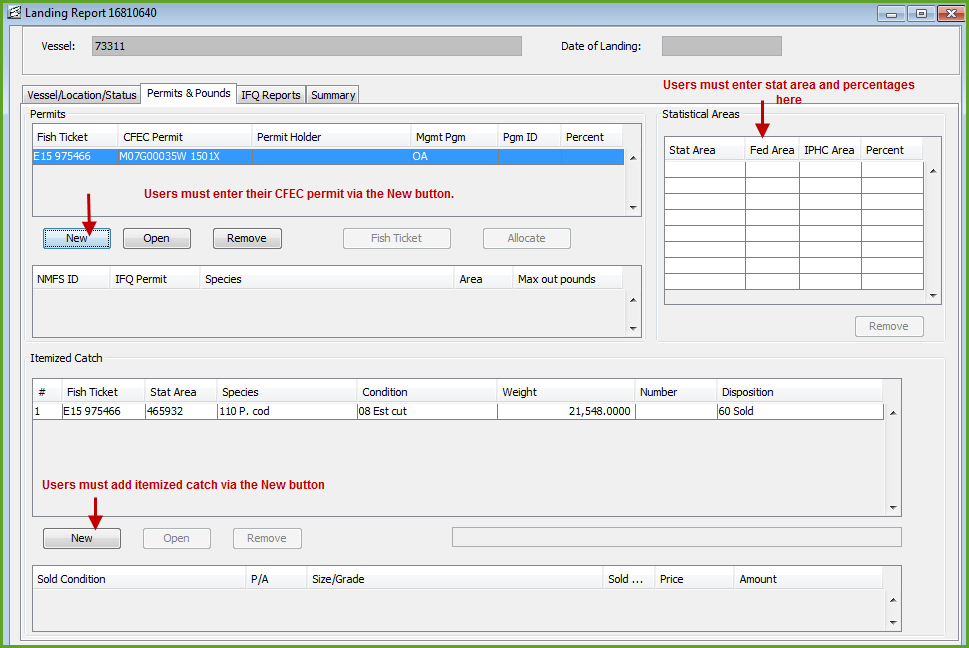 Landing Report 16810640
Vessel: 73311 Date of Landing:
Vessel/Location/Status Permits & Pounds IFQ Reports Summary
Users must enter stat area and percentages
here
Permits
Fish Ticket CFEC Permit Permit Holder Mgmt Pgm Pgm ID Percent
E15 975466 M07G00035W 1501X OA
Users must enter their CFEC permit via the New button.
New Open Remove Fish Ticket Allocate
NMFS ID IFQ Permit Species Area Max out pounds
Statistical Areas
Stat Area Fed Area IPHC Area Percent
Remove
Itemized Catch
# Fish Ticket Stat Area Species Condition Weight Number Disposition
1 E15 975466 465932 110 P. cod 08 Est cut 21,548.0000 60 Sold
Users must add itemized catch via the New button
New Open Remove
Sold Condition P/A Size/Grade Sold ... Price Amount